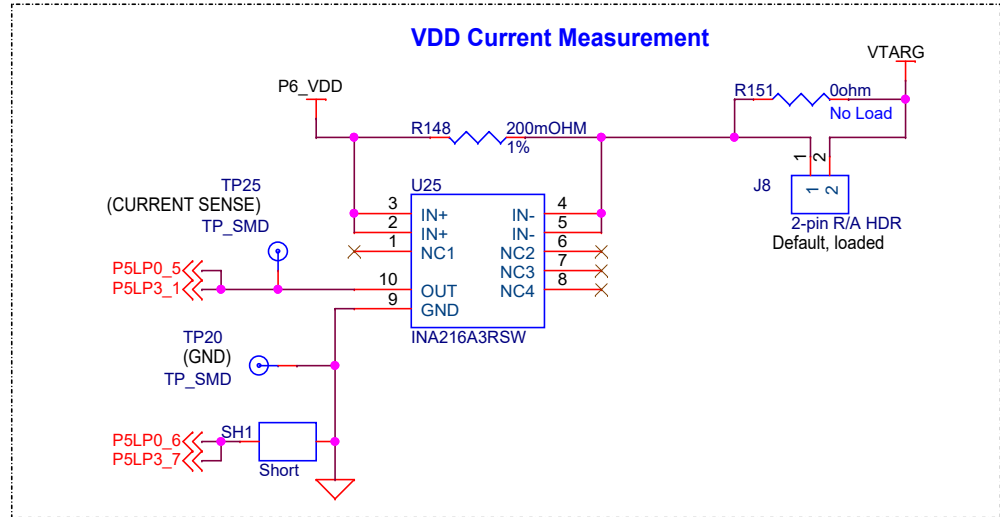 VDD Current Measurement
VTARG
P6_VDD
R151 0ohm
No Load
R148 200mOHM
1%
1 2
U25
TP25
(CURRENT SENSE)
TP_SMD
J8
1 2
2-pin R/A HDR
Default, loaded
3 IN+ IN- 4
2 IN+ IN- 5
1 NC1 NC2 6
NC3 7
NC4 8
P5LP0_5
P5LP3_1
10 OUT
9 GND
INA216A3RSW
TP20
(GND)
TP_SMD
P5LP0_6
P5LP3_7
SH1
Short